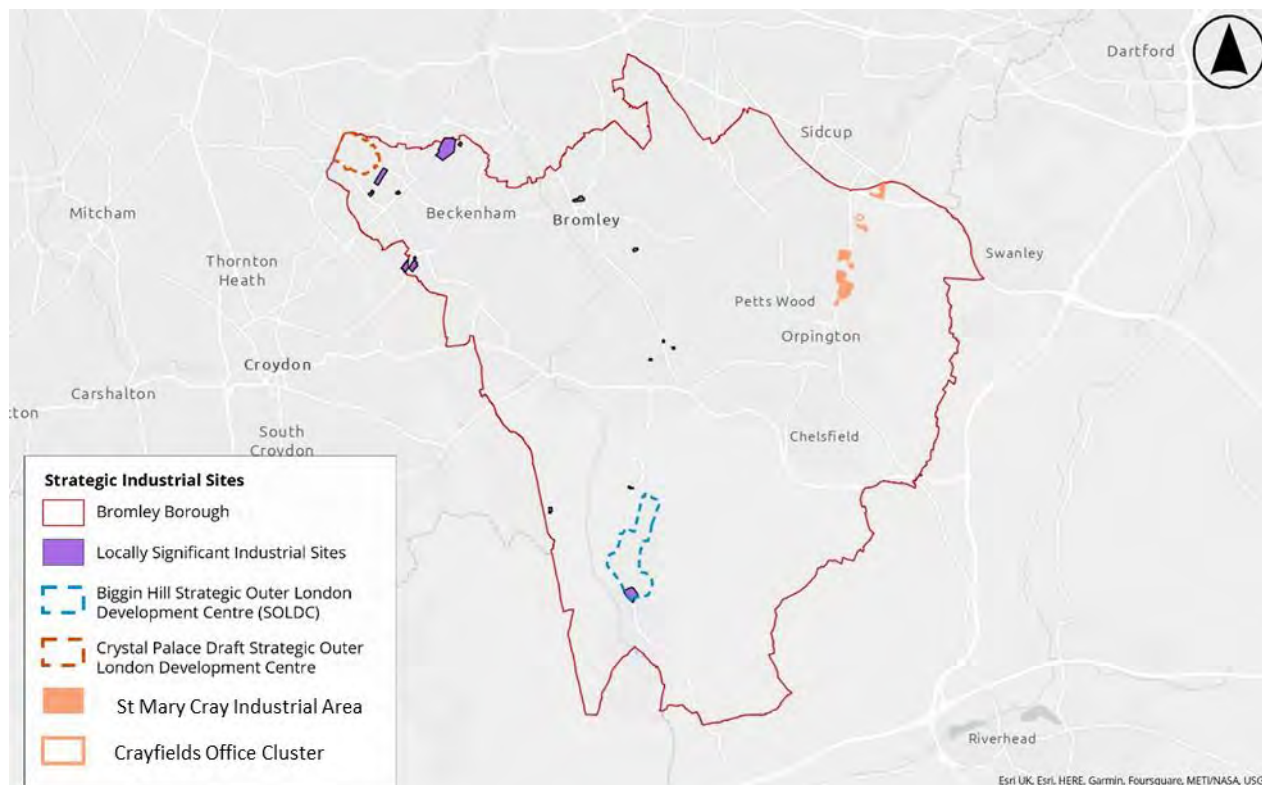 Dartford
Sidcup
Mitcham
Beckenham
Bromley
Thornton
Heath
Swanley
Petts Wood
Orpington
Croydon
Carshalton
tton
South
Croydon
Chelsfield
Strategic Industrial Sites
Bromley Borough
Locally Significant Industrial Sites
Biggin Hill Strategic Outer London
Development Centre (SOLDC)
Crystal Palace Draft Strategic Outer
London Development Centre
St Mary Cray Industrial Area
Crayfields Office Cluster
Riverhead
Esri UK, Esri, HERE, Garmin, Foursquare, METI/NASA, USG